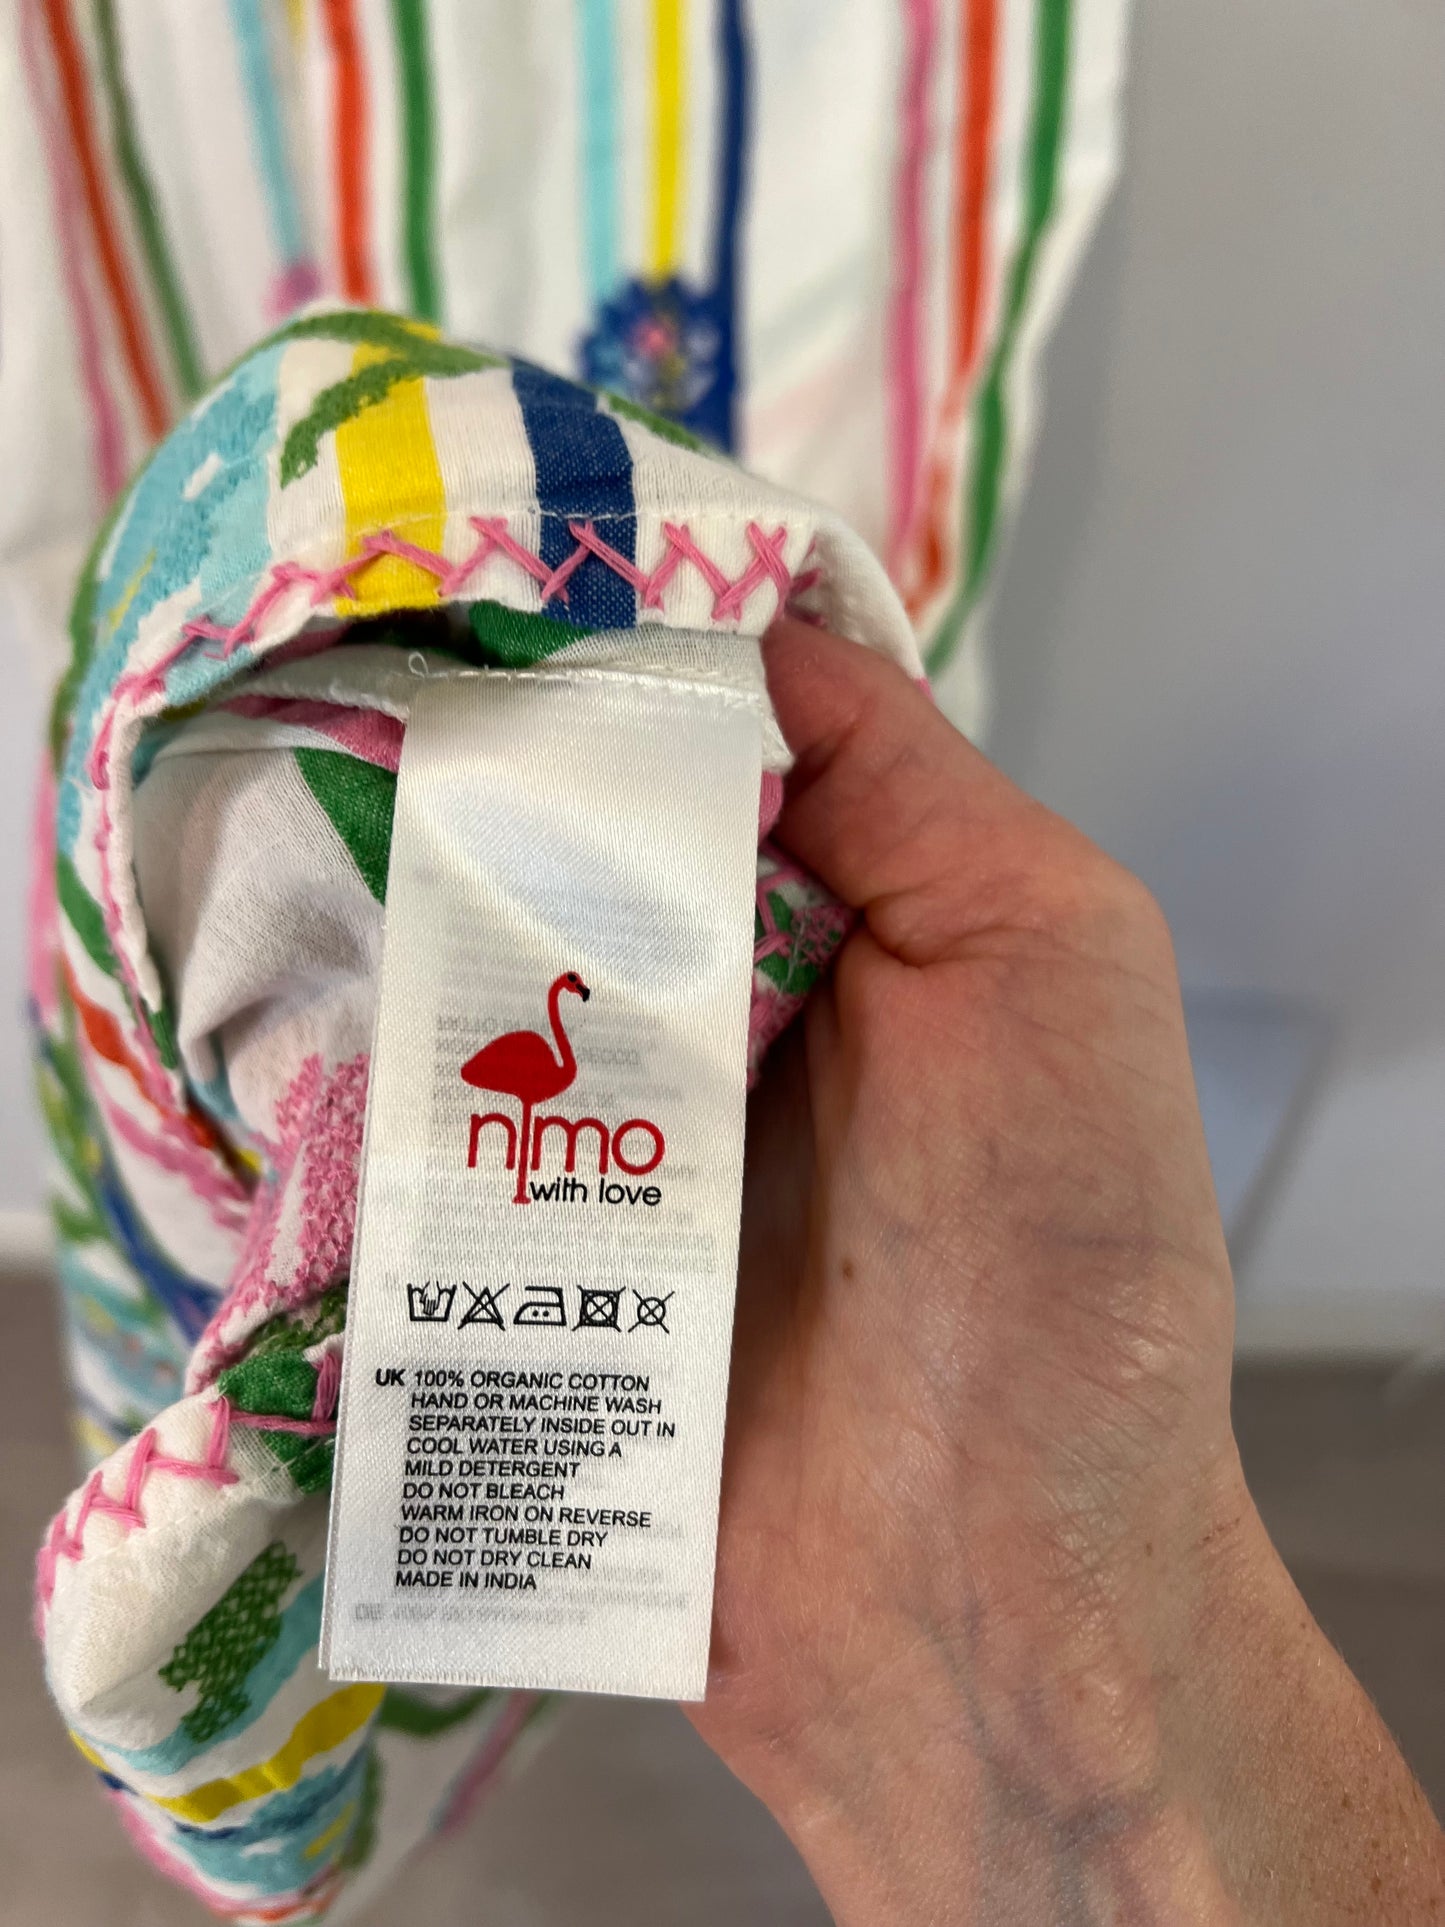 nimo
with love
UK 100% ORGANIC COTTON
HAND OR MACHINE WASH
SEPARATELY INSIDE OUT IN
COOL WATER USING A
MILD DETERGENT
DO NOT BLEACH
WARM IRON ON REVERSE
DO NOT TUMBLE DRY
DO NOT DRY CLEAN
MADE IN INDIA